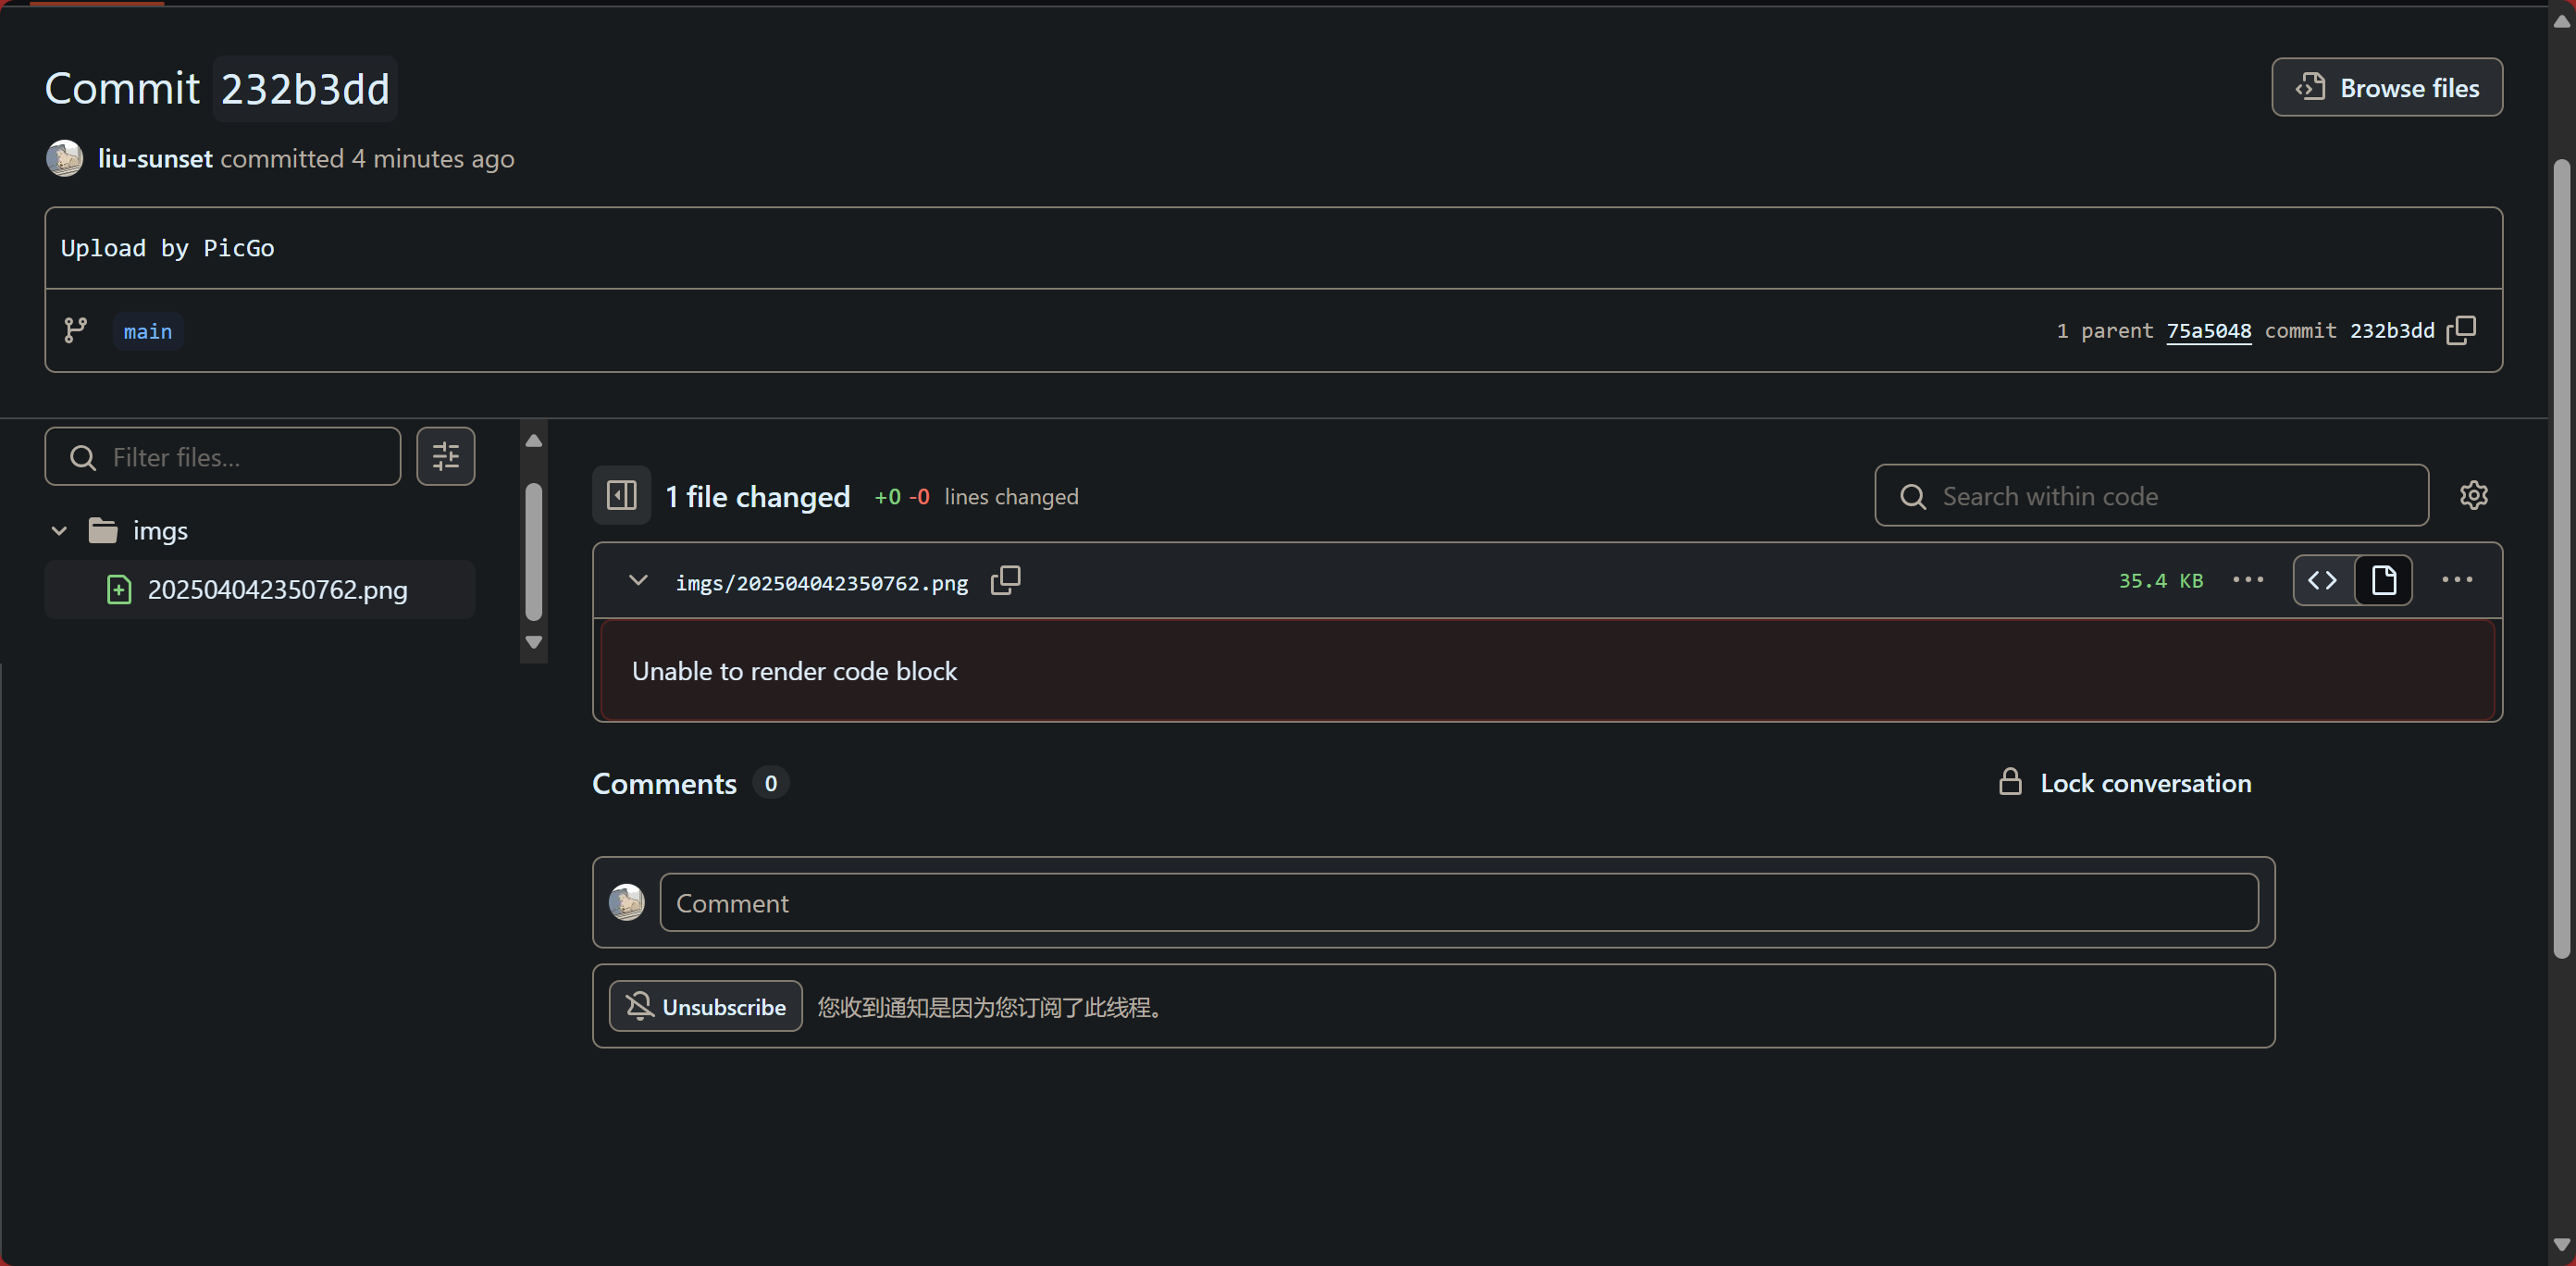 Commit 232b3dd
Browse files
liu-sunset committed 4 minutes ago
Upload by PicGo
main
1 parent 75a5048 commit 232b3dd
Filter files...
imgs
202504042350762.png
1 file changed +0 -0 lines changed
Search within code
imgs/202504042350762.png
35.4 KB
Unable to render code block
Comments 0
Lock conversation
Comment
Unsubscribe 您收到通知是因为您订阅了此线程。